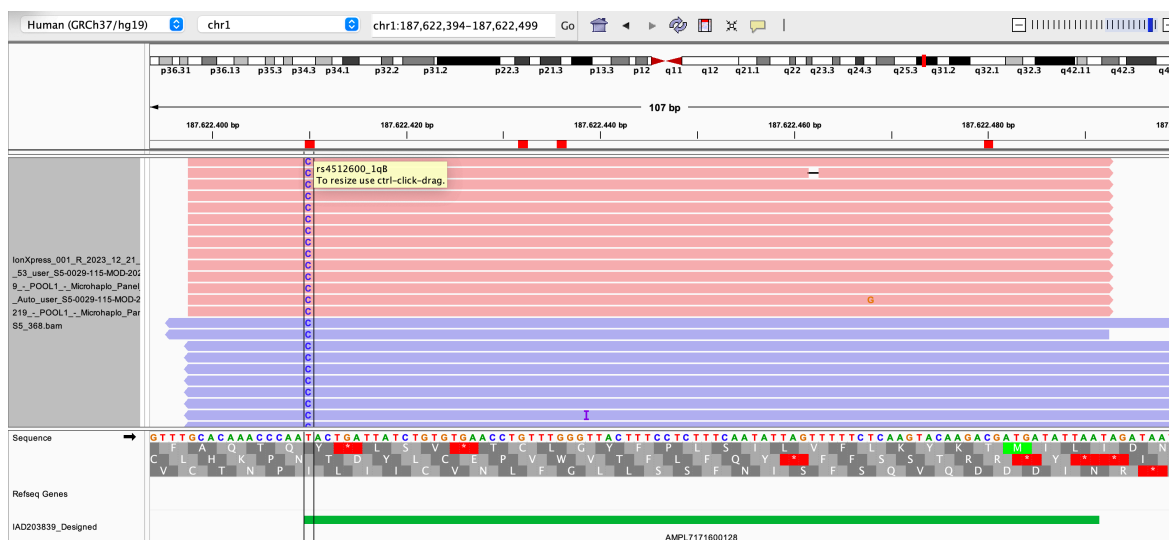 Human (GRCh37/hg19)
chr1
chr1:187,622,394-187,622,499
Go
p36.31 p36.13 p35.3 p34.3 p34.1 p32.2 p31.2 p22.3 p21.3 p13.3 p12 q11 q12 q21.1 q22 q23.3 q24.3 q25.3 q31.2 q32.1 q32.3 q42.11 q42.3 q4
107 bp
187.622.400 bp 187.622.420 bp 187.622.440 bp 187.622.460 bp 187.622.480 bp 187
C
rs4512600_1qB
To resize use ctrl-click-drag.
C
C
C
C
C
C
C
C
C
C
C
C G
C
C
C
C
C
C
C
C
C I
C
IonXpress_001_R_2023_12_21_
_53_user_S5-0029-115-MOD-202
9_-_POOL1_-_Microhaplo_Panel
_Auto_user_S5-0029-115-MOD-2
219_-_POOL1_-_Microhaplo_Par
S5_368.bam
Sequence
GTTTGCACAAACCCAATACTGATTATCTGTGTGAACCTGTTTGGGTTACTTTCCTCTTTCAATATTAGTTTTTCTCAAGTACAAGACGATGATATTAATAGATAA
F A Q T Q Y * L S V * T C L G Y F P L S I L V F L K Y K T M I L I D N
C L H K P N T D Y L C E P V W V T F L F Q Y * F F S S T R R * Y * * I
V C T N P I L I I C V N L F G L L S S F N I S F S Q V Q D D D I N R *
Refseq Genes
IAD203839_Designed
AMPL7171600128